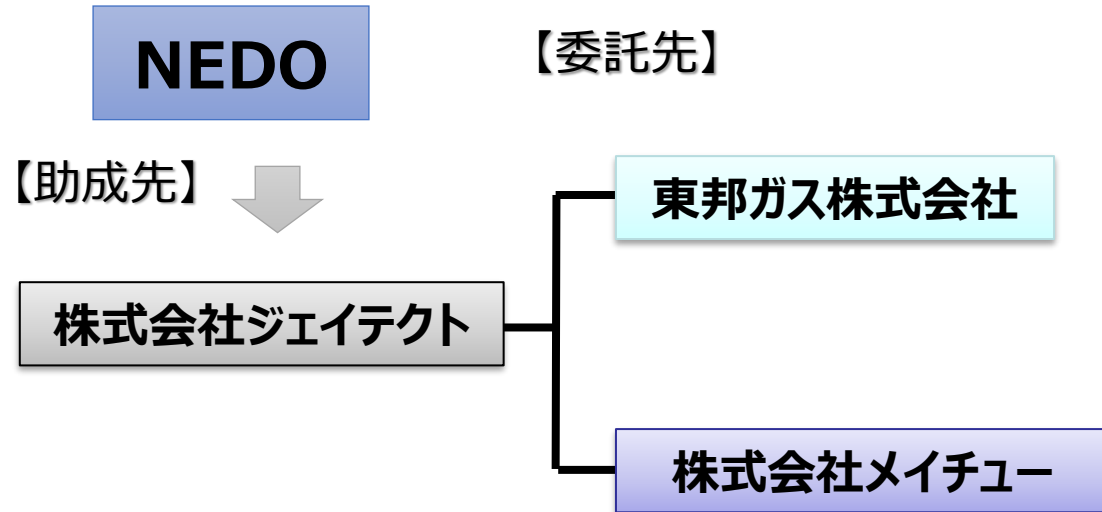 NEDO
【委託先】
【助成先】
東邦ガス株式会社
株式会社ジェイテクト
株式会社メイチュー